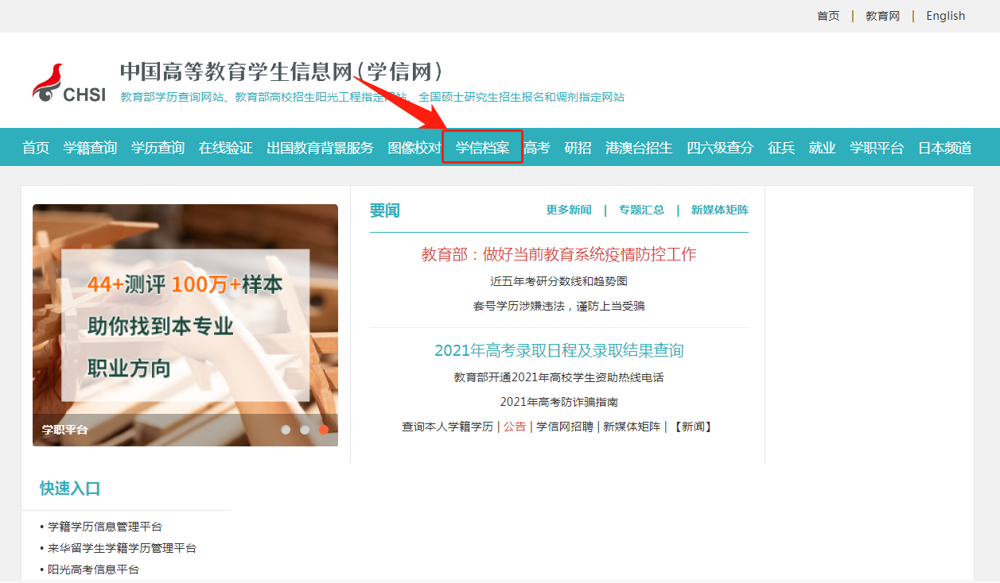 首页 | 教育网 | English
中国高等教育学生信息网(学信网)
CHSI
教育部学历查询网站、教育部高校招生阳光工程指定网站、全国硕士研究生招生报名和调剂指定网站
首页 学籍查询 学历查询 在线验证 出国教育背景服务 图像校对 学信档案 高考 研招 港澳台招生 四六级查分 征兵 就业 学职平台 日本频道
44+测评 100万+样本
助你找到本专业
职业方向
学职平台
要闻 更多新闻 | 专题汇总 | 新媒体矩阵
教育部：做好当前教育系统疫情防控工作
近五年考研分数线和趋势图
套号学历涉嫌违法，谨防上当受骗
2021年高考录取日程及录取结果查询
教育部开通2021年高校学生资助热线电话
2021年高考防诈骗指南
查询本人学籍学历 | 公告 | 学信网招聘 | 新媒体矩阵 | 【新闻】
快速入口
• 学籍学历信息管理平台
• 来华留学生学籍学历管理平台
• 阳光高考信息平台